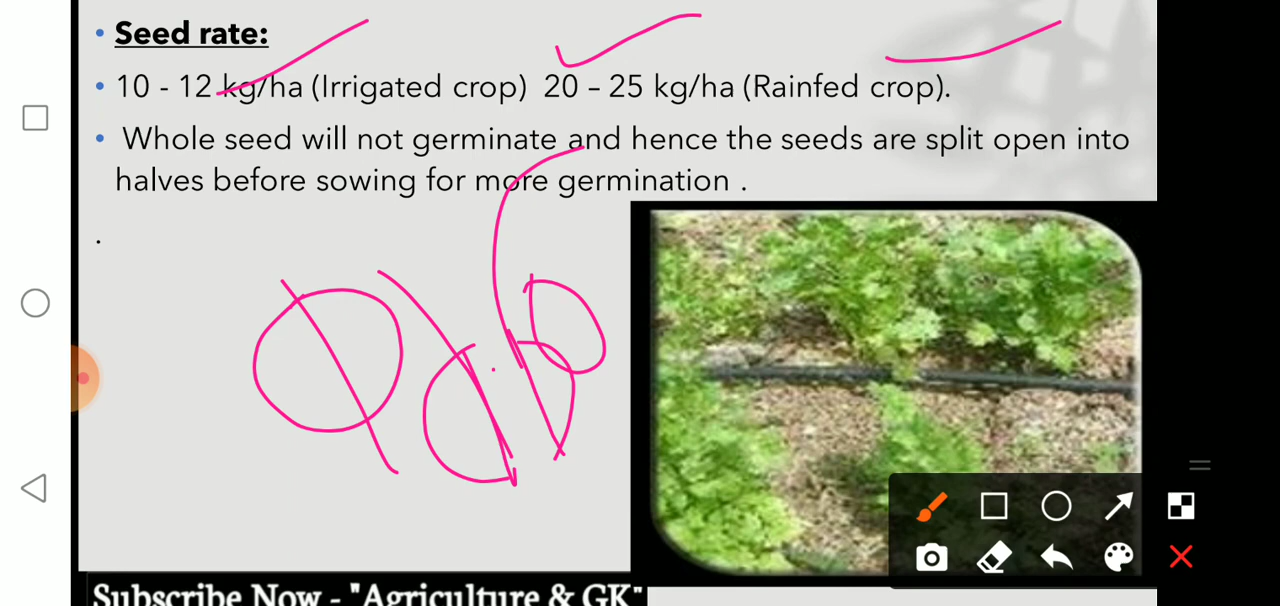 Seed rate:
10 - 12 kg/ha (Irrigated crop) 20 – 25 kg/ha (Rainfed crop).
Whole seed will not germinate and hence the seeds are split open into
halves before sowing for more germination .
.
Subscribe Now - "Agriculture & GK"